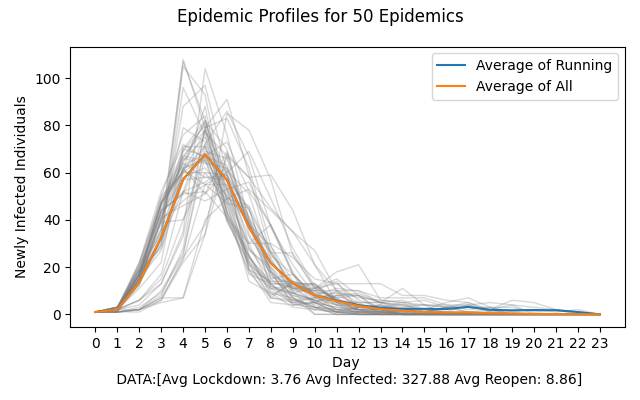 Epidemic Profiles for 50 Epidemics
Average of Running
Average of All
Newly Infected Individuals
100
80
60
40
20
0
0 1 2 3 4 5 6 7 8 9 10 11 12 13 14 15 16 17 18 19 20 21 22 23
Day
DATA:[Avg Lockdown: 3.76 Avg Infected: 327.88 Avg Reopen: 8.86]